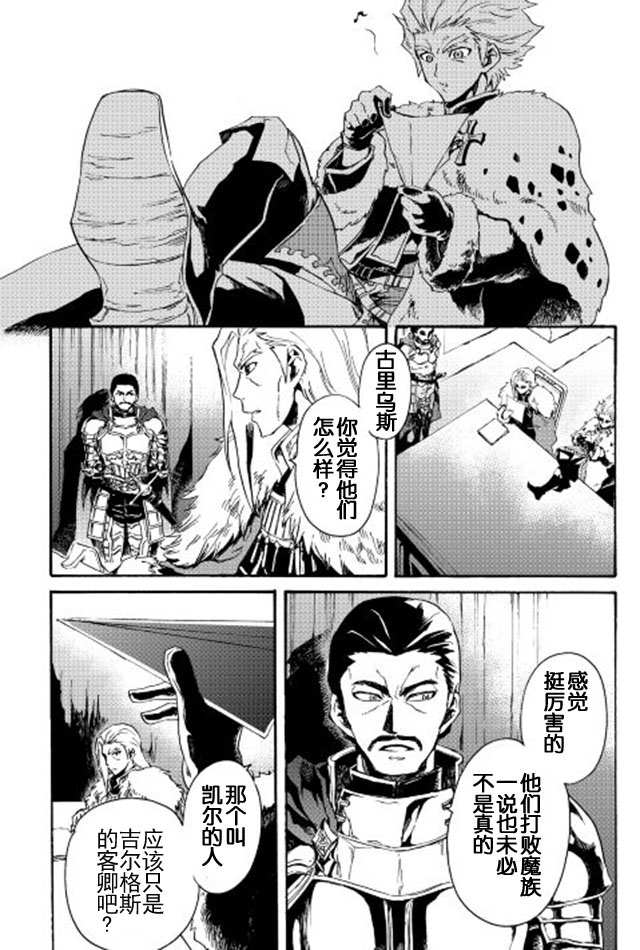 古里乌斯
你觉得他们
怎么样？
感觉
挺厉害的
他们打败魔族
一说也未必
不是真的
那个叫
凯尔的人
应该只是
吉尔格斯
的客卿吧？